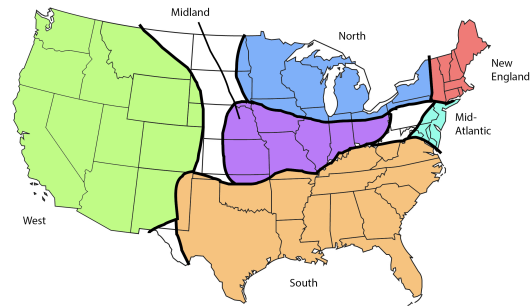 Midland
North
New
England
Mid-
Atlantic
West
South